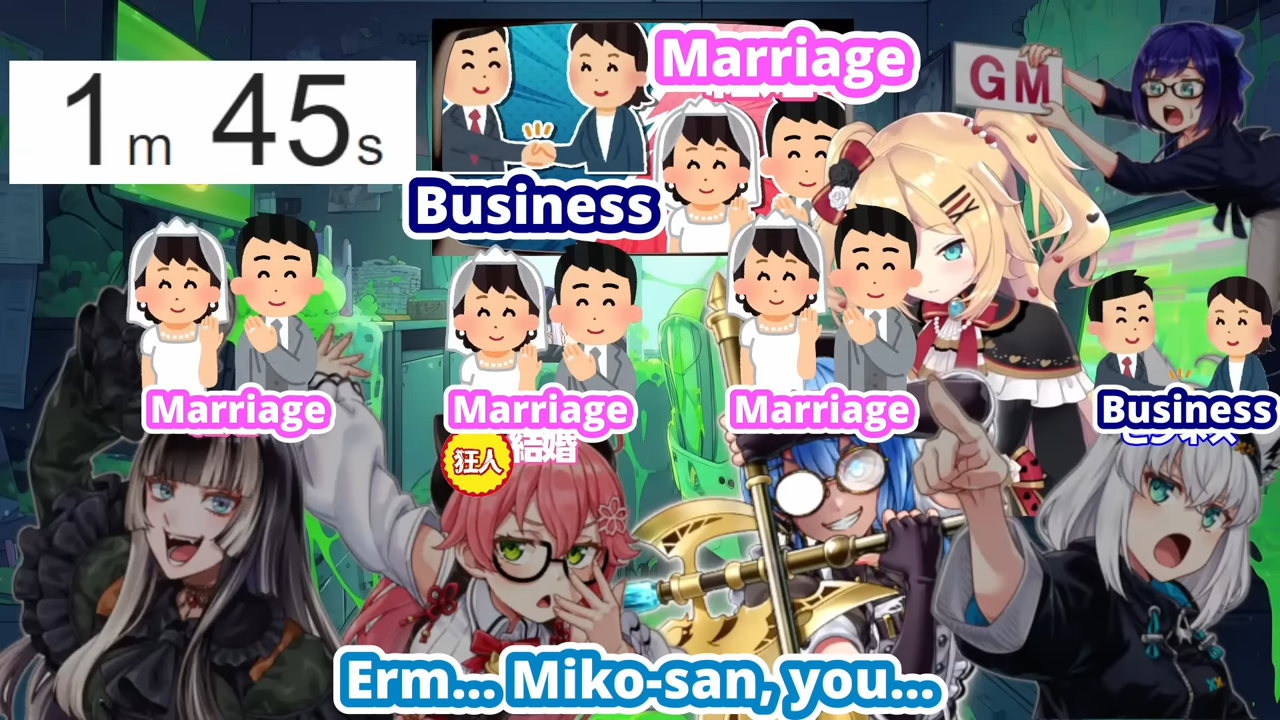 1m 45s
Marriage
GM
Business
Marriage
Marriage
Marriage
Business
狂人
結婚
Erm... Miko-san, you...